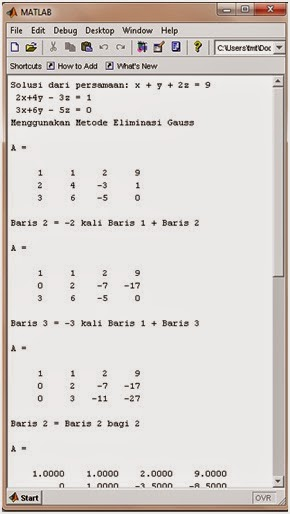 MATLAB
File Edit Debug Desktop Window Help
C:\Users\fmt\Doc
Shortcuts How to Add What's New
Solusi dari persamaan: x + y + 2z = 9
2x+4y - 3z = 1
3x+6y - 5z = 0
Menggunakan Metode Eliminasi Gauss
A =
1 1 2 9
2 4 -3 1
3 6 -5 0
Baris 2 = -2 kali Baris 1 + Baris 2
A =
1 1 2 9
0 2 -7 -17
3 6 -5 0
Baris 3 = -3 kali Baris 1 + Baris 3
A =
1 1 2 9
0 2 -7 -17
0 3 -11 -27
Baris 2 = Baris 2 bagi 2
A =
1.0000 1.0000 2.0000 9.0000
0 1.0000 -3.5000 -8.5000
Start OVR